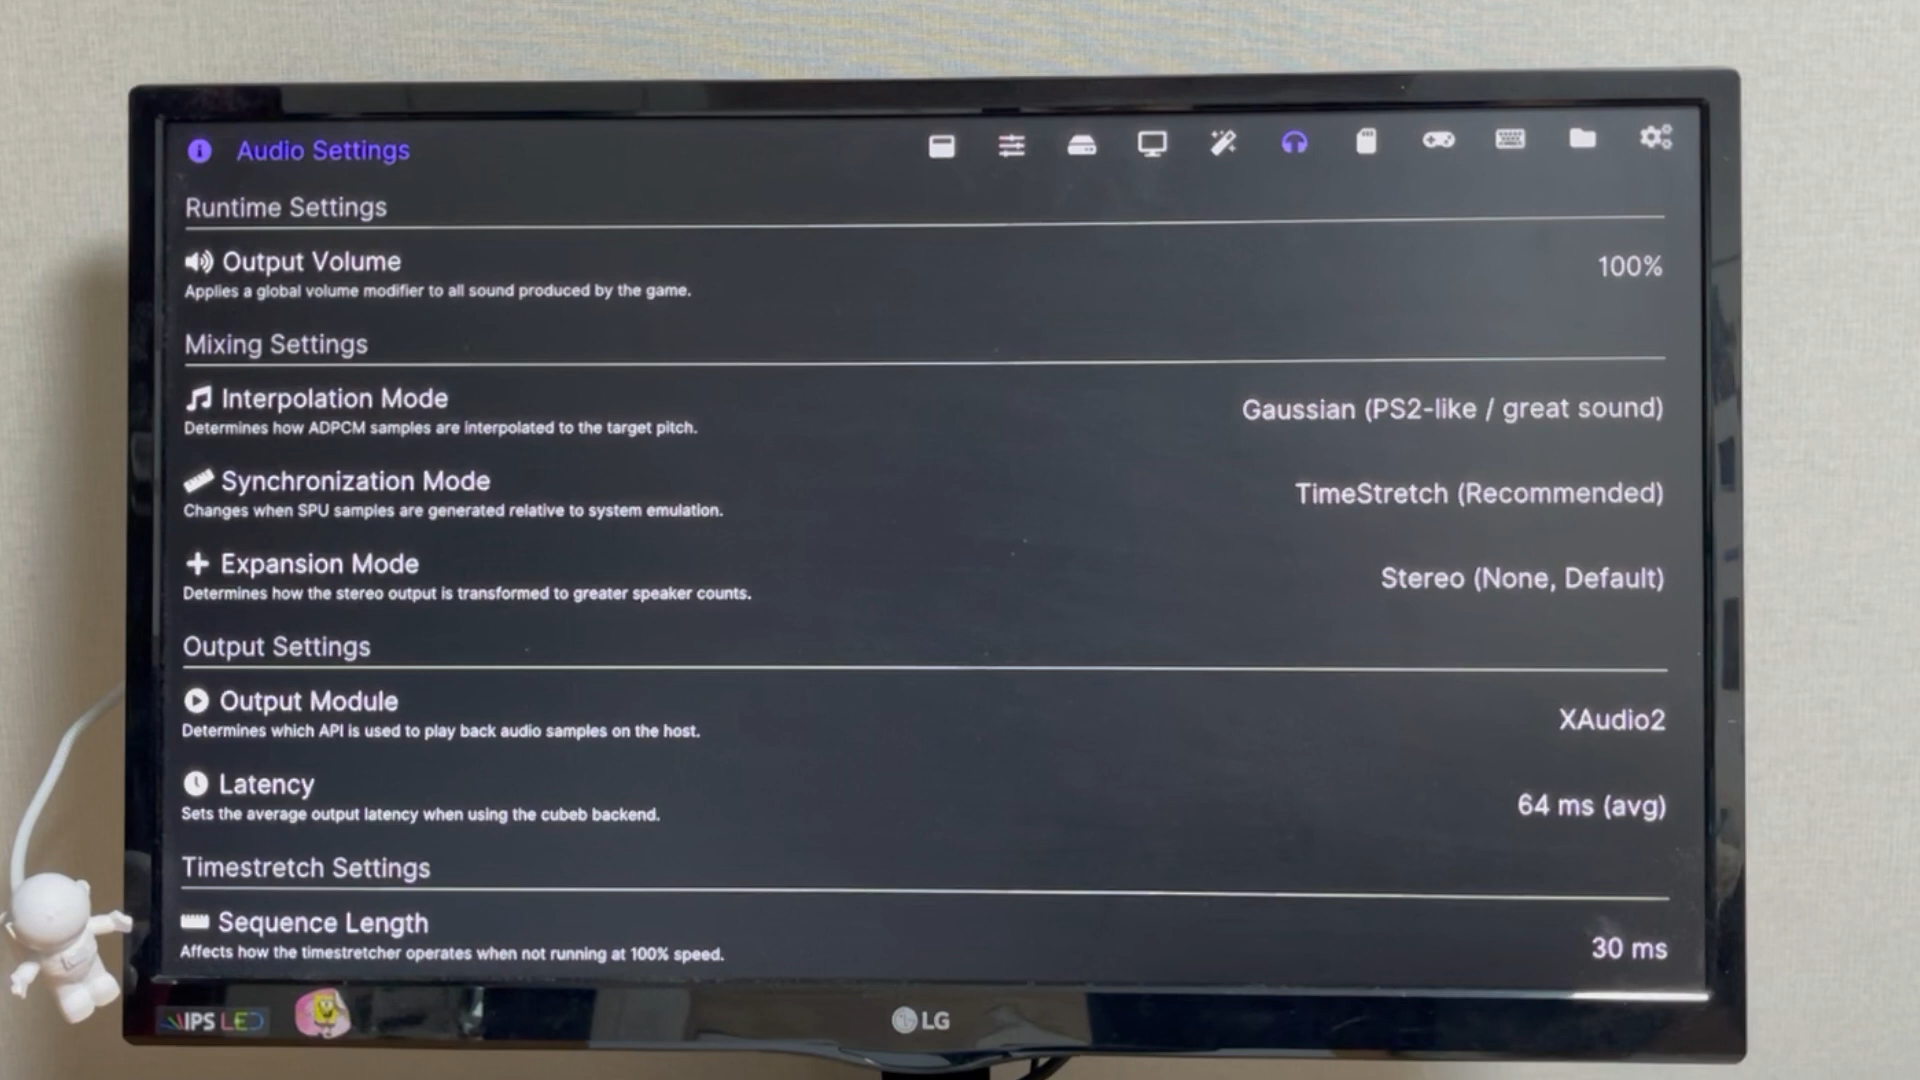 Audio Settings
Runtime Settings
Output Volume
100%
Applies a global volume modifier to all sound produced by the game.
Mixing Settings
Interpolation Mode
Gaussian (PS2-like / great sound)
Determines how ADPCM samples are interpolated to the target pitch.
Synchronization Mode
TimeStretch (Recommended)
Changes when SPU samples are generated relative to system emulation.
Expansion Mode
Stereo (None, Default)
Determines how the stereo output is transformed to greater speaker counts.
Output Settings
Output Module
XAudio2
Determines which API is used to play back audio samples on the host.
Latency
64 ms (avg)
Sets the average output latency when using the cubeb backend.
Timestretch Settings
Sequence Length
30 ms
Affects how the timestretcher operates when not running at 100% speed.
IPS LED
LG